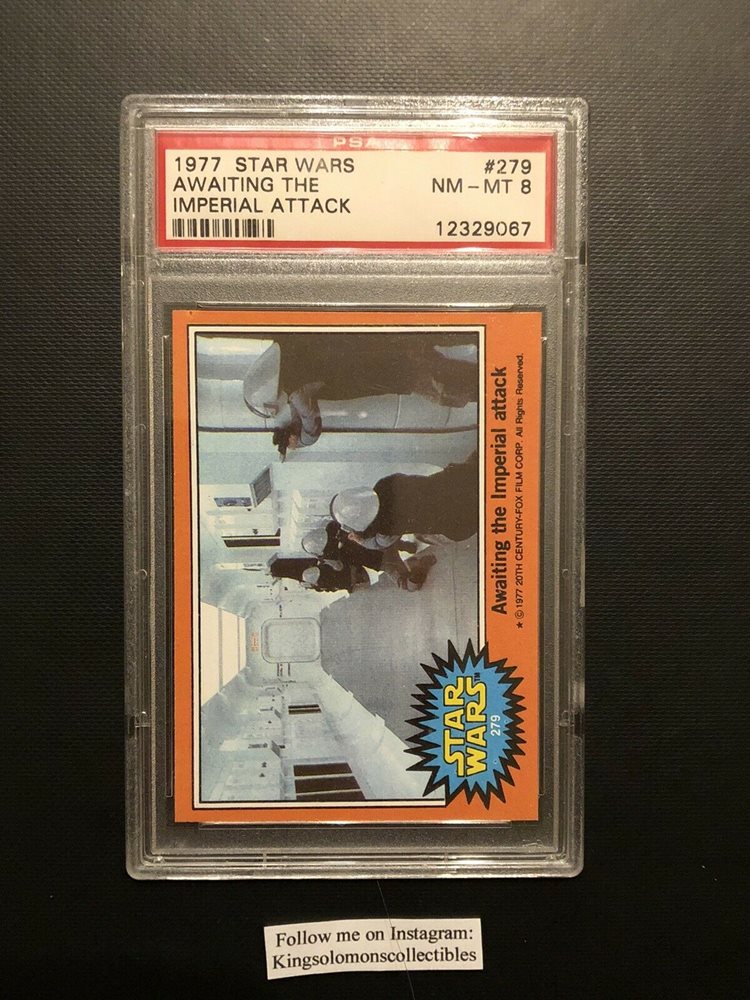 PSA
1977 STAR WARS #279
AWAITING THE NM - MT 8
IMPERIAL ATTACK
12329067
Awaiting the Imperial attack
★ © 1977 20TH CENTURY-FOX FILM CORP. All Rights Reserved.
STAR
WARS™
279
Follow me on Instagram:
Kingsolomonscollectibles